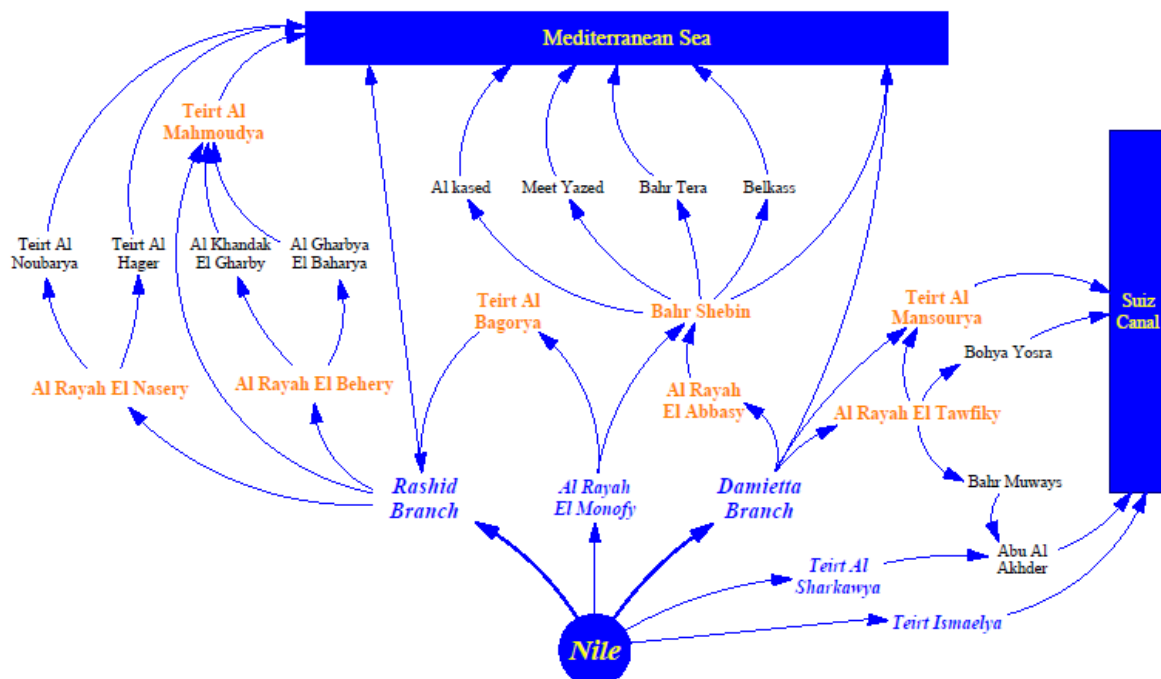 Mediterranean Sea
Teirt Al
Mahmoudya
Al kased
Meet Yazed
Bahr Tera
Belkass
Teirt Al
Noubarya
Teirt Al
Hager
Al Khandak
El Gharby
Al Gharbya
El Baharya
Teirt Al
Bagorya
Bahr Shebin
Teirt Al
Mansourya
Suiz
Canal
Bohya Yosra
Al Rayah El Nasery
Al Rayah El Behery
Al Rayah
El Abbasy
Al Rayah El Tawfiky
Rashid
Branch
Al Rayah
El Monofy
Damietta
Branch
Bahr Muways
Abu Al
Akhder
Teirt Al
Sharkawya
Teirt Ismaelya
Nile